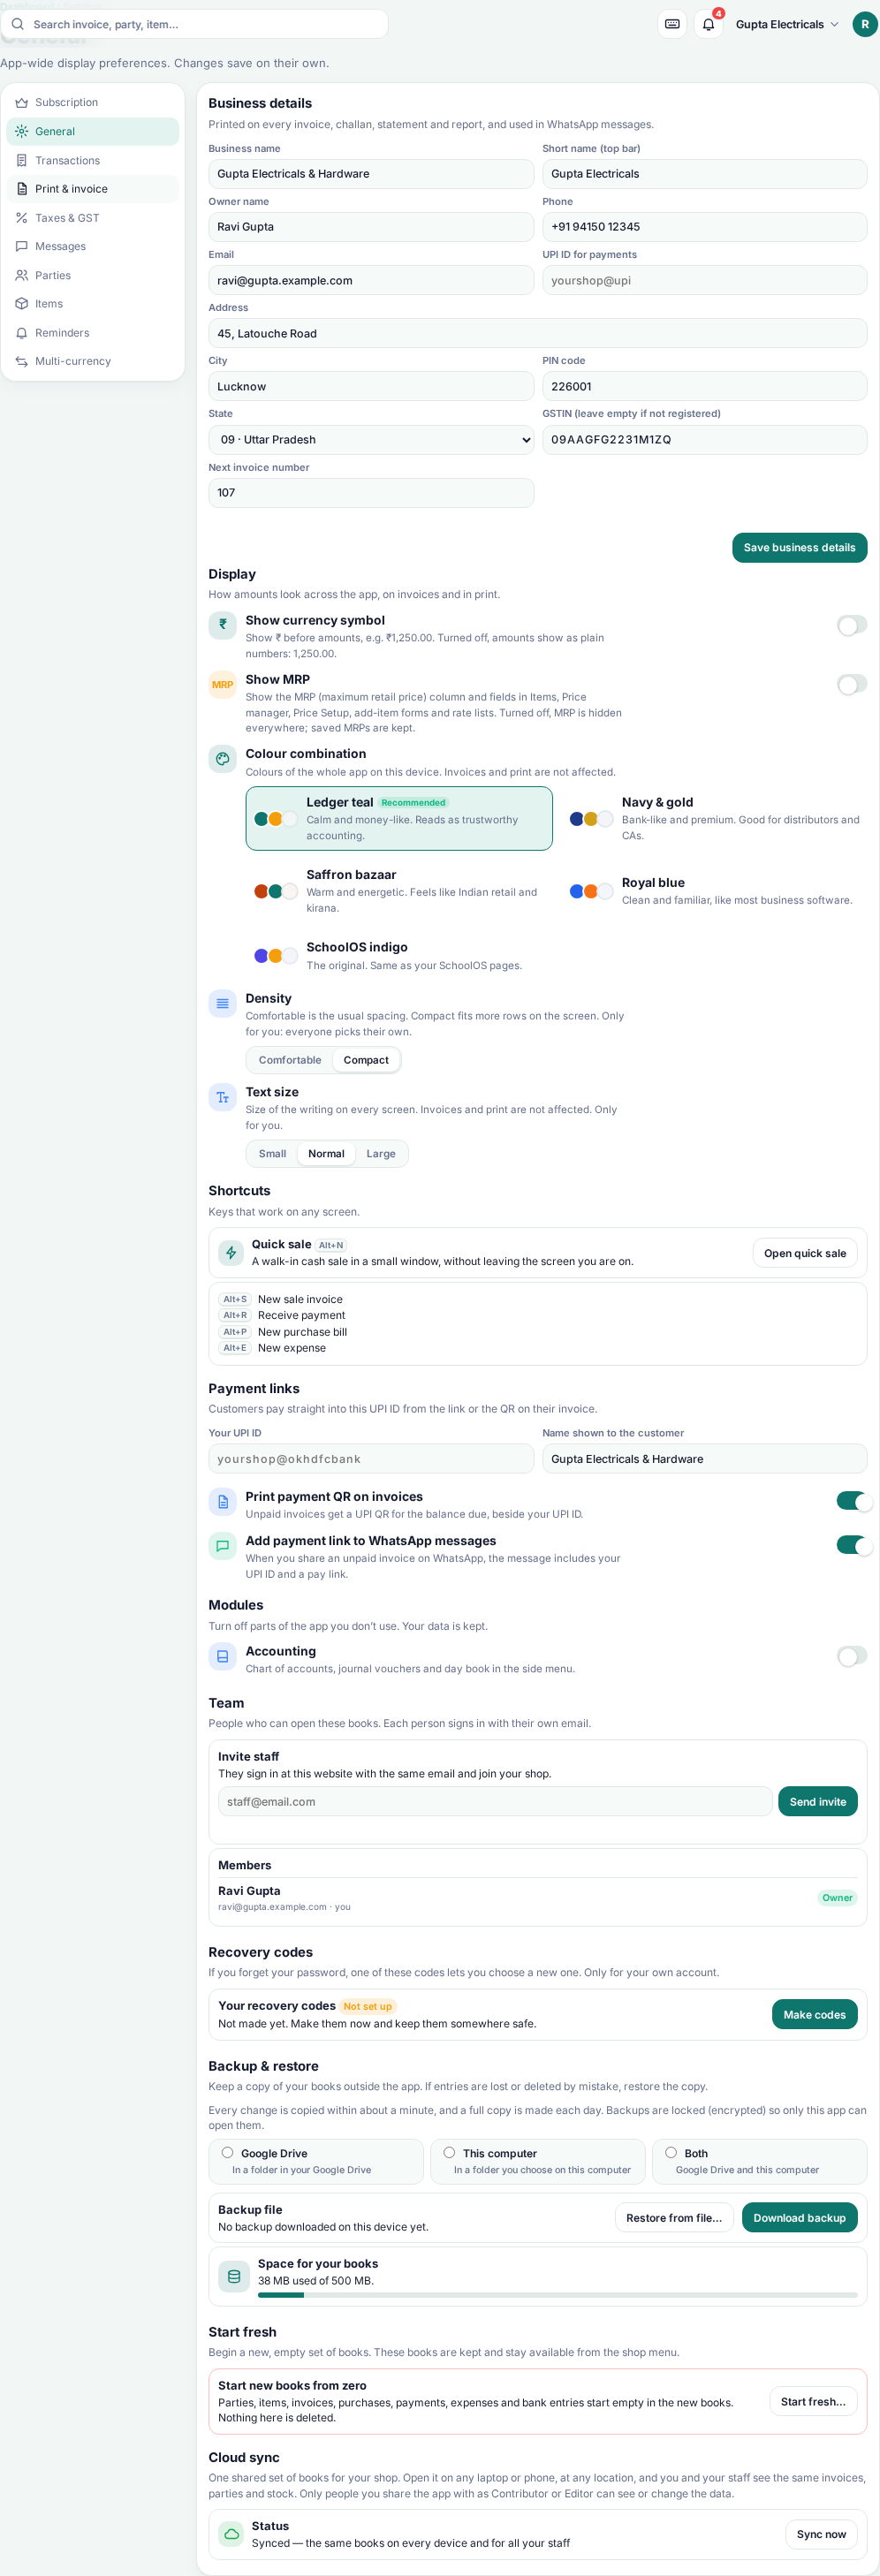 Search invoice, party, item...
4
Gupta Electricals
R
General
App-wide display preferences. Changes save on their own.
Subscription
General
Transactions
Print & invoice
Taxes & GST
Messages
Parties
Items
Reminders
Multi-currency
Business details
Printed on every invoice, challan, statement and report, and used in WhatsApp messages.
Business name
Short name (top bar)
Gupta Electricals & Hardware
Gupta Electricals
Owner name
Phone
Ravi Gupta
+91 94150 12345
Email
UPI ID for payments
ravi@gupta.example.com
yourshop@upi
Address
45, Latouche Road
City
PIN code
Lucknow
226001
State
GSTIN (leave empty if not registered)
09 · Uttar Pradesh
09AAGFG2231M1ZQ
Next invoice number
107
Save business details
Display
How amounts look across the app, on invoices and in print.
₹
Show currency symbol
Show ₹ before amounts, e.g. ₹1,250.00. Turned off, amounts show as plain
numbers: 1,250.00.
MRP
Show MRP
Show the MRP (maximum retail price) column and fields in Items, Price
manager, Price Setup, add-item forms and rate lists. Turned off, MRP is hidden
everywhere; saved MRPs are kept.
Colour combination
Colours of the whole app on this device. Invoices and print are not affected.
Ledger teal Recommended
Calm and money-like. Reads as trustworthy
accounting.
Navy & gold
Bank-like and premium. Good for distributors and
CAs.
Saffron bazaar
Warm and energetic. Feels like Indian retail and
kirana.
Royal blue
Clean and familiar, like most business software.
SchoolOS indigo
The original. Same as your SchoolOS pages.
Density
Comfortable is the usual spacing. Compact fits more rows on the screen. Only
for you: everyone picks their own.
Comfortable
Compact
Text size
Size of the writing on every screen. Invoices and print are not affected. Only
for you.
Small
Normal
Large
Shortcuts
Keys that work on any screen.
Quick sale Alt+N
A walk-in cash sale in a small window, without leaving the screen you are on.
Open quick sale
Alt+S New sale invoice
Alt+R Receive payment
Alt+P New purchase bill
Alt+E New expense
Payment links
Customers pay straight into this UPI ID from the link or the QR on their invoice.
Your UPI ID
Name shown to the customer
yourshop@okhdfcbank
Gupta Electricals & Hardware
Print payment QR on invoices
Unpaid invoices get a UPI QR for the balance due, beside your UPI ID.
Add payment link to WhatsApp messages
When you share an unpaid invoice on WhatsApp, the message includes your
UPI ID and a pay link.
Modules
Turn off parts of the app you don't use. Your data is kept.
Accounting
Chart of accounts, journal vouchers and day book in the side menu.
Team
People who can open these books. Each person signs in with their own email.
Invite staff
They sign in at this website with the same email and join your shop.
staff@email.com
Send invite
Members
Ravi Gupta
ravi@gupta.example.com · you
Owner
Recovery codes
If you forget your password, one of these codes lets you choose a new one. Only for your own account.
Your recovery codes Not set up
Not made yet. Make them now and keep them somewhere safe.
Make codes
Backup & restore
Keep a copy of your books outside the app. If entries are lost or deleted by mistake, restore the copy.
Every change is copied within about a minute, and a full copy is made each day. Backups are locked (encrypted) so only this app can
open them.
Google Drive
In a folder in your Google Drive
This computer
In a folder you choose on this computer
Both
Google Drive and this computer
Backup file
No backup downloaded on this device yet.
Restore from file...
Download backup
Space for your books
38 MB used of 500 MB.
Start fresh
Begin a new, empty set of books. These books are kept and stay available from the shop menu.
Start new books from zero
Parties, items, invoices, purchases, payments, expenses and bank entries start empty in the new books.
Nothing here is deleted.
Start fresh...
Cloud sync
One shared set of books for your shop. Open it on any laptop or phone, at any location, and you and your staff see the same invoices,
parties and stock. Only people you share the app with as Contributor or Editor can see or change the data.
Status
Synced — the same books on every device and for all your staff
Sync now